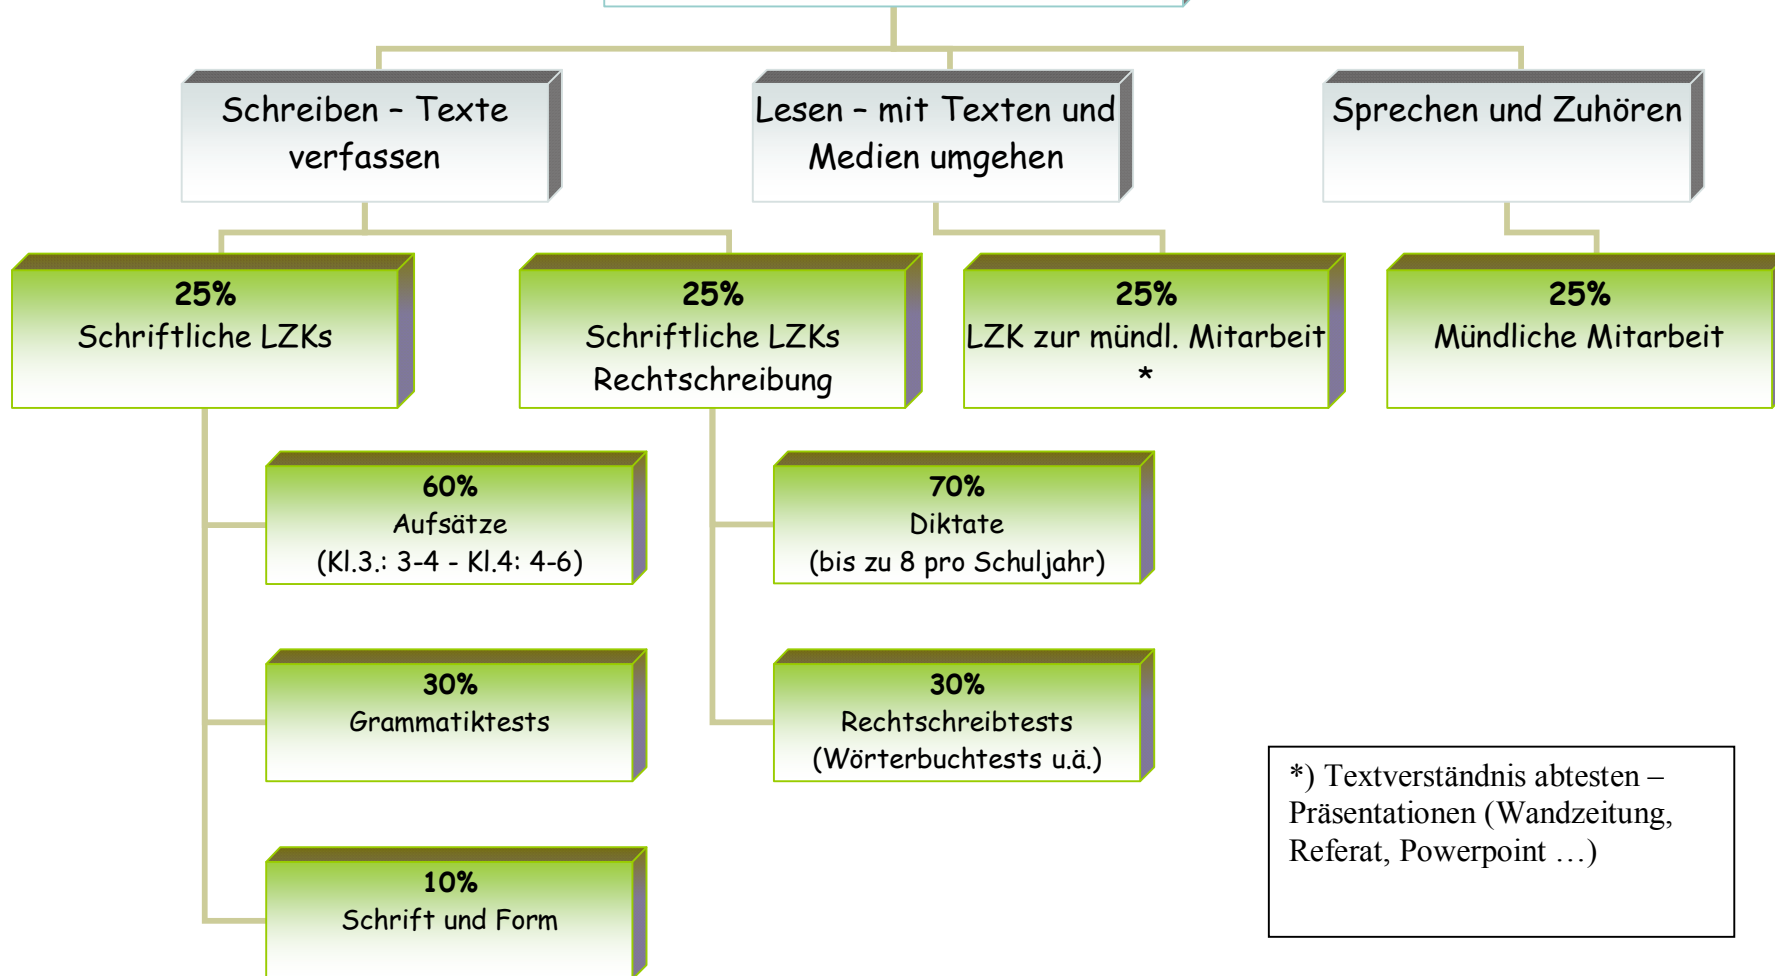 Schreiben – Texte
verfassen
Lesen – mit Texten und
Medien umgehen
Sprechen und Zuhören
25%
Schriftliche LZKs
25%
Schriftliche LZKs
Rechtschreibung
25%
LZK zur mündl. Mitarbeit
*
25%
Mündliche Mitarbeit
60%
Aufsätze
(Kl.3.: 3-4 - Kl.4: 4-6)
70%
Diktate
(bis zu 8 pro Schuljahr)
30%
Grammatiktests
30%
Rechtschreibtests
(Wörterbuchtests u.ä.)
10%
Schrift und Form
*) Textverständnis abtesten –
Präsentationen (Wandzeitung,
Referat, Powerpoint …)